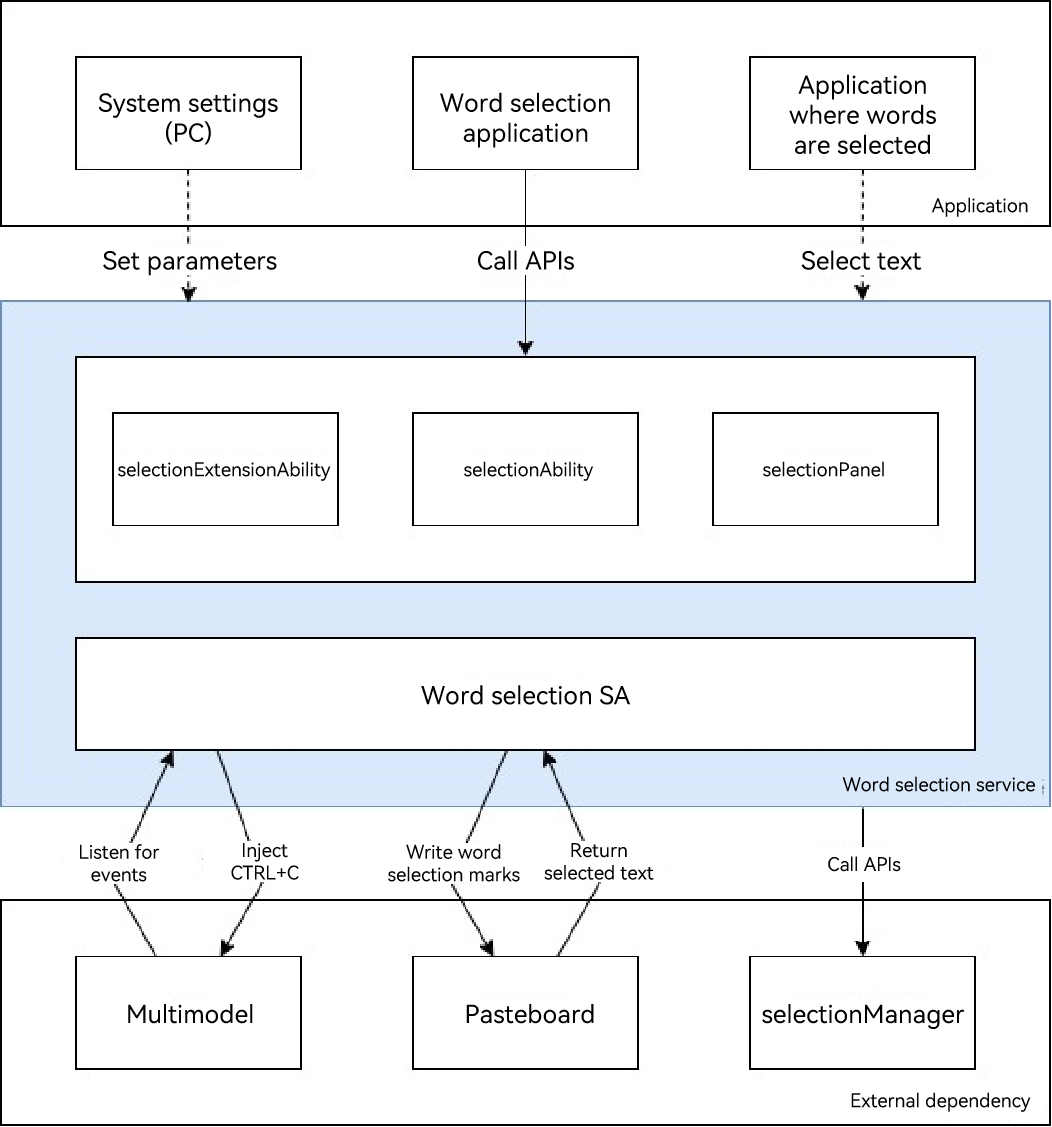 System settings
(PC)
Word selection
application
Application
where words
are selected
Application
Set parameters
Call APIs
Select text
selectionExtensionAbility
selectionAbility
selectionPanel
Word selection SA
Word selection service
Listen for
events
Inject
CTRL+C
Write word
selection marks
Return
selected text
Call APIs
Multimodel
Pasteboard
selectionManager
External dependency